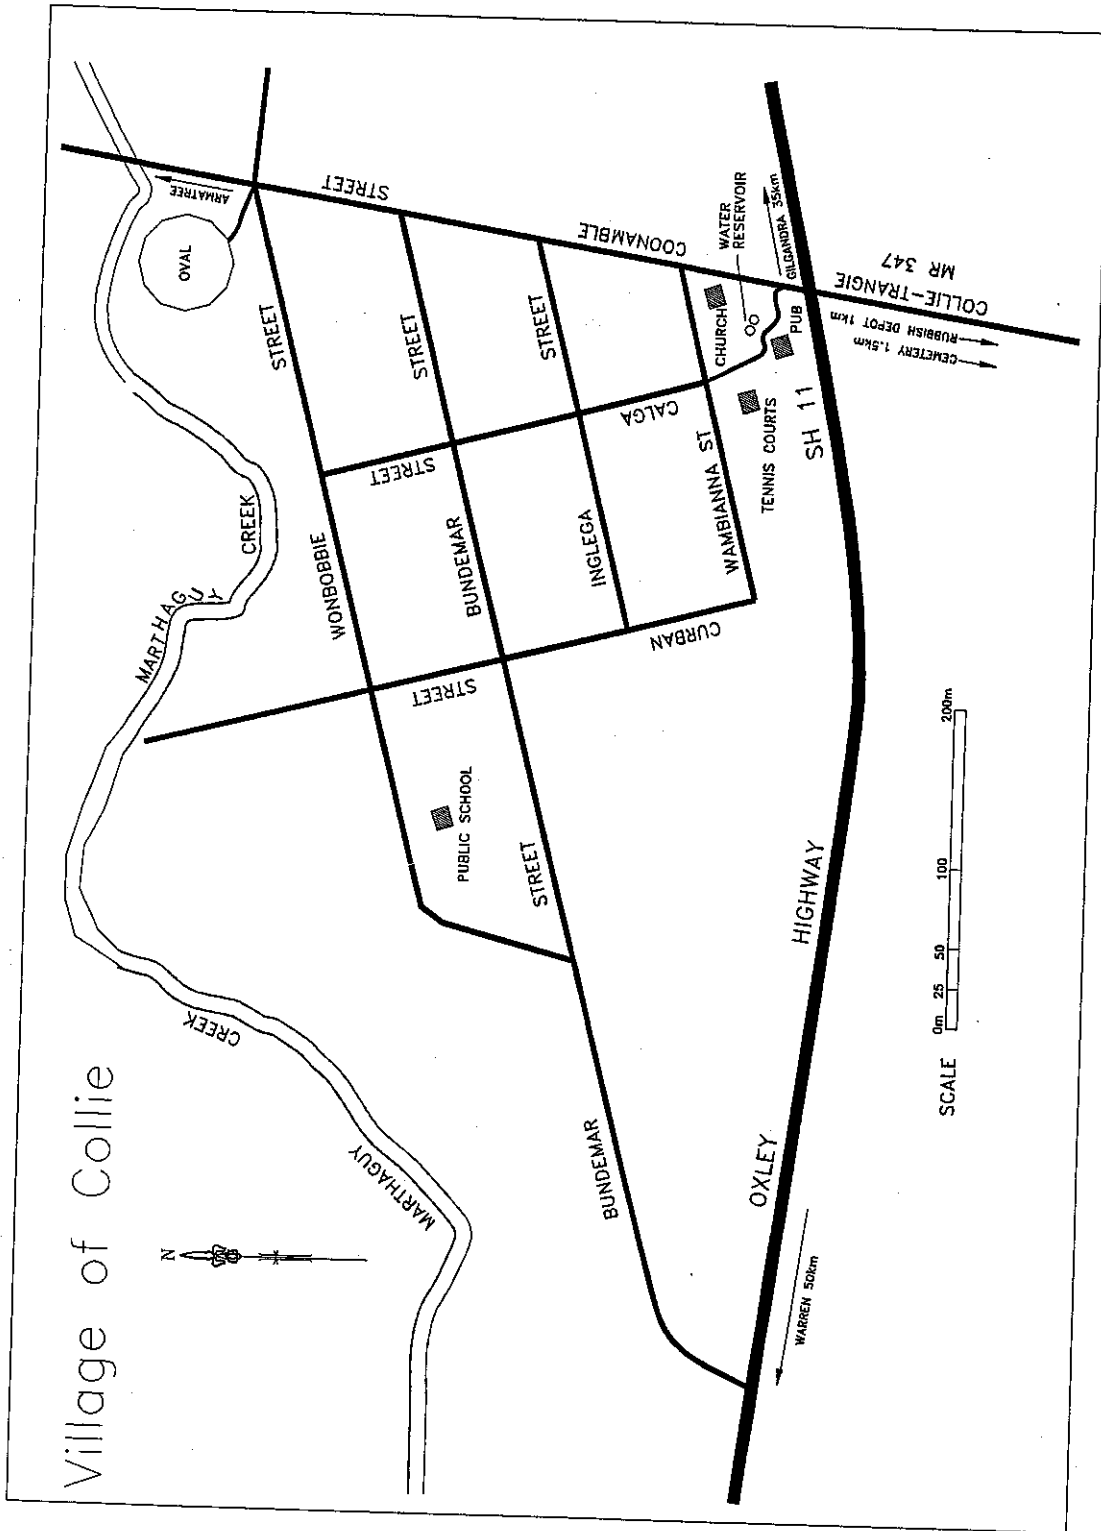 Village of Collie
N
MARTHAGUY
CREEK
MARTHAGUY
CREEK
OVAL
ARMATREE
WONBOBBIE
STREET
BUNDEMAR
STREET
BUNDEMAR
STREET
INGLEGA
STREET
WAMBIANNA ST
CURBAN
STREET
CALGA
STREET
COONAMBLE
STREET
PUBLIC SCHOOL
CHURCH
WATER
RESERVOIR
PUB
TENNIS COURTS
GILGANDRA 35km
COLLIE-TRANGIE
MR 347
RUBBISH DEPOT 1km
CEMETERY 1.5km
SH 11
OXLEY
HIGHWAY
WARREN 50km
SCALE
0m 25 50 100 200m